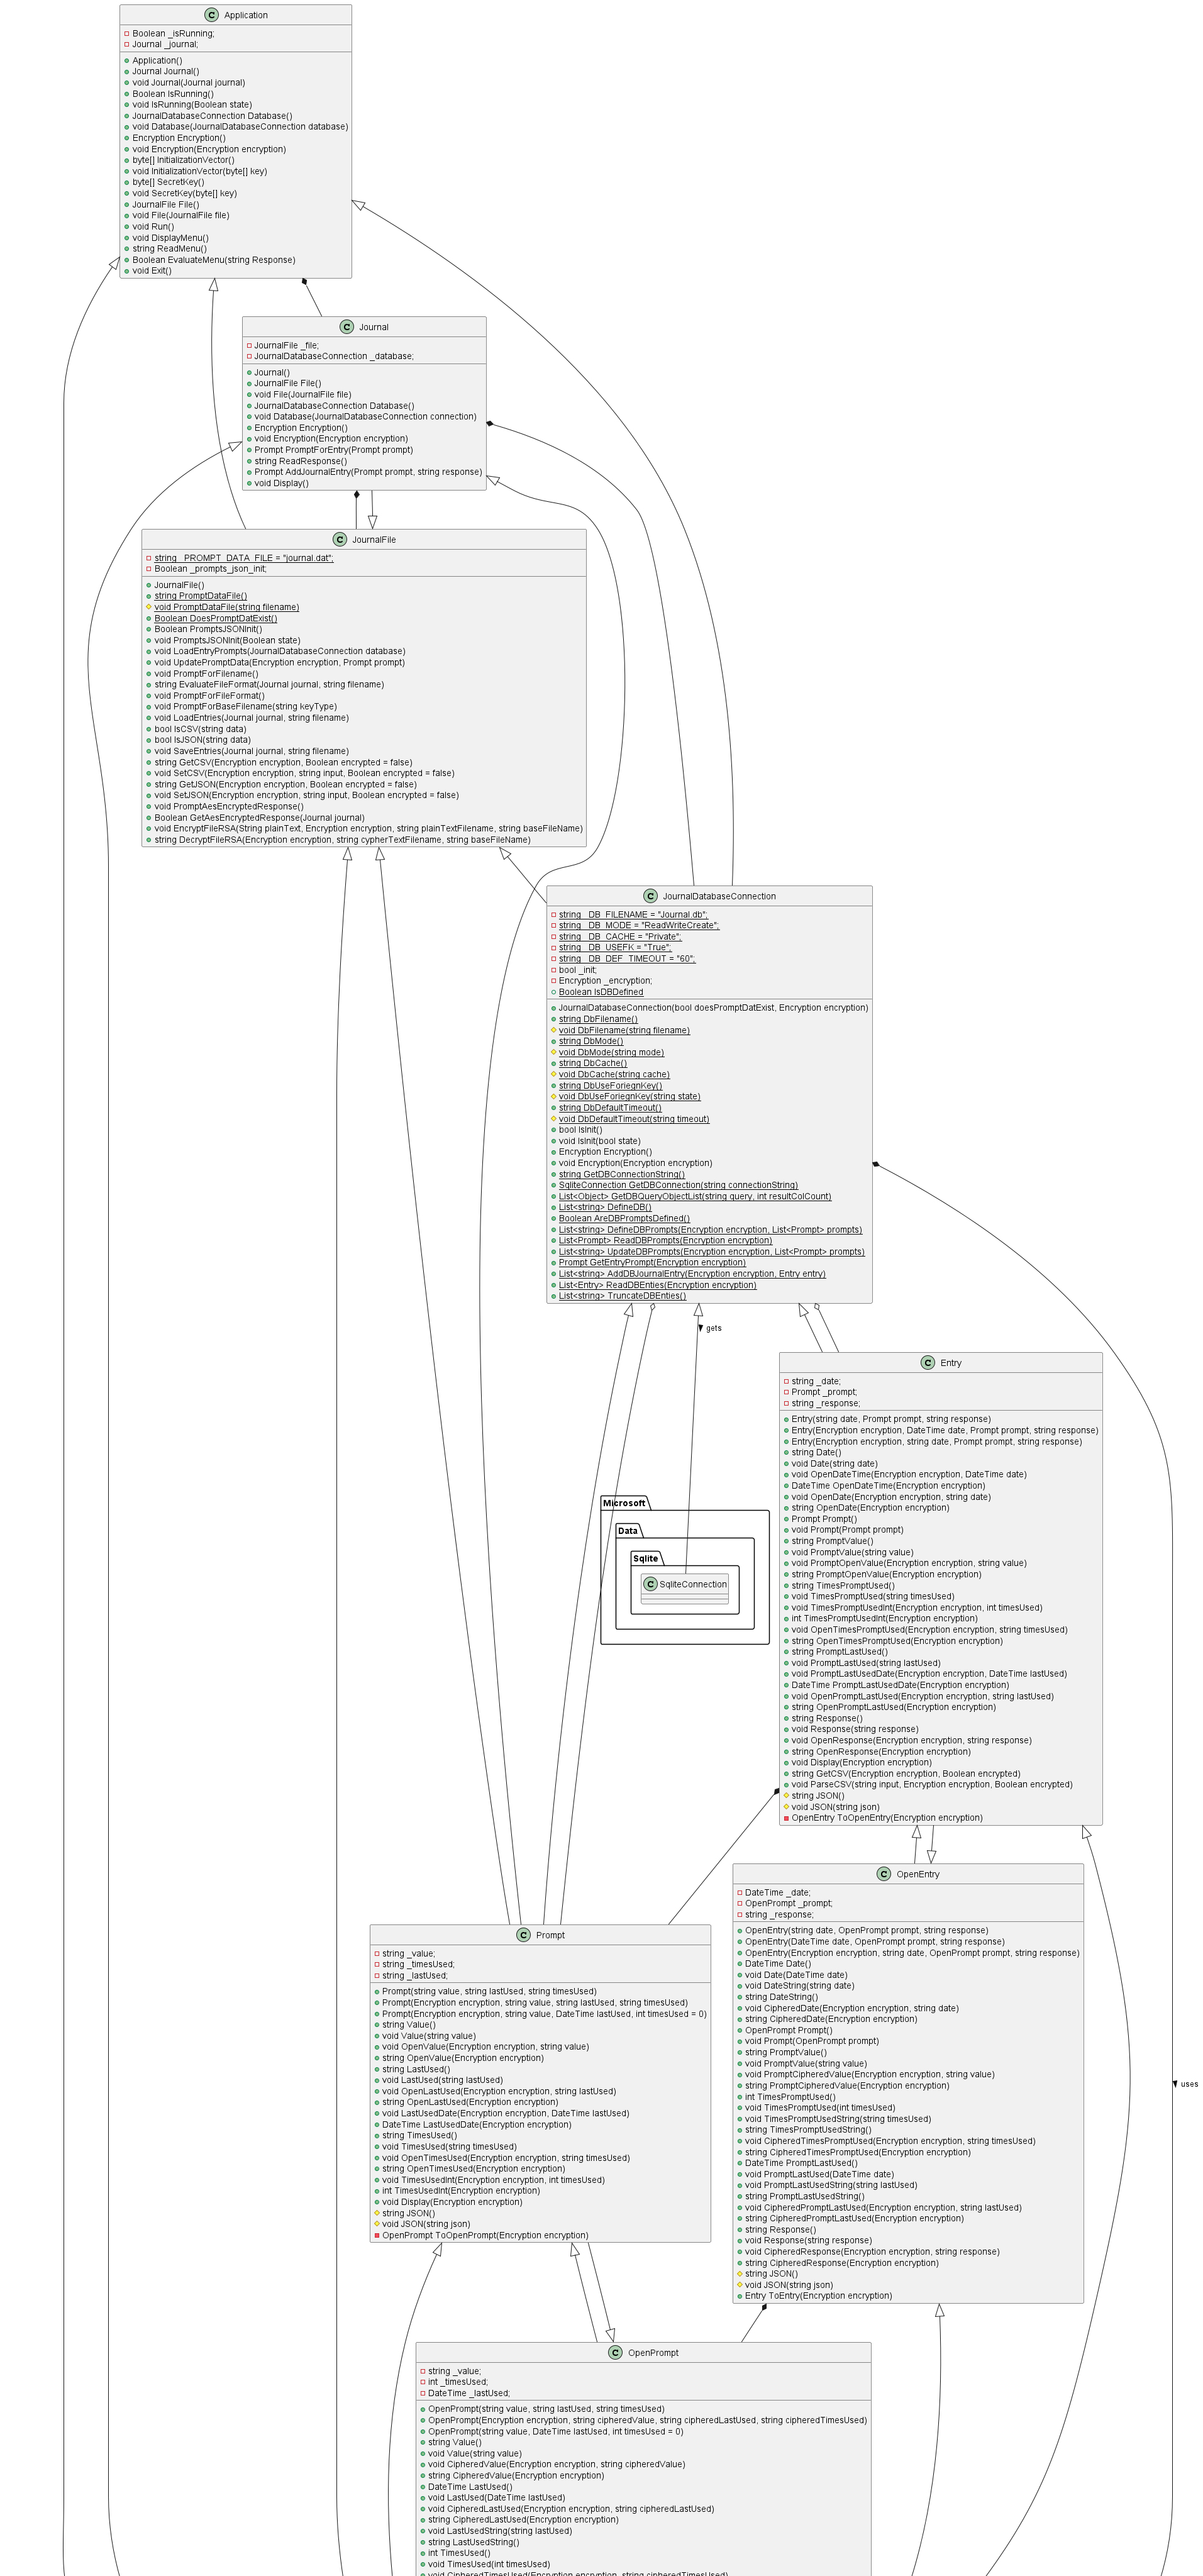 C Application
Boolean _isRunning;
Journal _journal;
Application()
Journal Journal()
void Journal(Journal journal)
Boolean IsRunning()
void IsRunning(Boolean state)
JournalDatabaseConnection Database()
void Database(JournalDatabaseConnection database)
Encryption Encryption()
void Encryption(Encryption encryption)
byte[] InitializationVector()
void InitializationVector(byte[] key)
byte[] SecretKey()
void SecretKey(byte[] key)
JournalFile File()
void File(JournalFile file)
void Run()
void DisplayMenu()
string ReadMenu()
Boolean EvaluateMenu(string Response)
void Exit()
C Journal
JournalFile _file;
JournalDatabaseConnection _database;
Journal()
JournalFile File()
void File(JournalFile file)
JournalDatabaseConnection Database()
void Database(JournalDatabaseConnection connection)
Encryption Encryption()
void Encryption(Encryption encryption)
Prompt PromptForEntry(Prompt prompt)
string ReadResponse()
Prompt AddJournalEntry(Prompt prompt, string response)
void Display()
C JournalFile
string _PROMPT_DATA_FILE = "journal.dat";
Boolean _prompts_json_init;
JournalFile()
string PromptDataFile()
void PromptDataFile(string filename)
Boolean DoesPromptDatExist()
Boolean PromptsJSONInit()
void PromptsJSONInit(Boolean state)
void LoadEntryPrompts(JournalDatabaseConnection database)
void UpdatePromptData(Encryption encryption, Prompt prompt)
void PromptForFilename()
string EvaluateFileFormat(Journal journal, string filename)
void PromptForFileFormat()
void PromptForBaseFilename(string keyType)
void LoadEntries(Journal journal, string filename)
bool IsCSV(string data)
bool IsJSON(string data)
void SaveEntries(Journal journal, string filename)
string GetCSV(Encryption encryption, Boolean encrypted = false)
void SetCSV(Encryption encryption, string input, Boolean encrypted = false)
string GetJSON(Encryption encryption, Boolean encrypted = false)
void SetJSON(Encryption encryption, string input, Boolean encrypted = false)
void PromptAesEncryptedResponse()
Boolean GetAesEncryptedResponse(Journal journal)
void EncryptFileRSA(String plainText, Encryption encryption, string plainTextFilename, string baseFileName)
string DecryptFileRSA(Encryption encryption, string cypherTextFilename, string baseFileName)
C JournalDatabaseConnection
string _DB_FILENAME = "Journal.db";
string _DB_MODE = "ReadWriteCreate";
string _DB_CACHE = "Private";
string _DB_USEFK = "True";
string _DB_DEF_TIMEOUT = "60";
bool _init;
Encryption _encryption;
Boolean IsDBDefined
JournalDatabaseConnection(bool doesPromptDatExist, Encryption encryption)
string DbFilename()
void DbFilename(string filename)
string DbMode()
void DbMode(string mode)
string DbCache()
void DbCache(string cache)
string DbUseForiegnKey()
void DbUseForiegnKey(string state)
string DbDefaultTimeout()
void DbDefaultTimeout(string timeout)
bool IsInit()
void IsInit(bool state)
Encryption Encryption()
void Encryption(Encryption encryption)
string GetDBConnectionString()
SqliteConnection GetDBConnection(string connectionString)
List<Object> GetDBQueryObjectList(string query, int resultColCount)
List<string> DefineDB()
Boolean AreDBPromptsDefined()
List<string> DefineDBPrompts(Encryption encryption, List<Prompt> prompts)
List<Prompt> ReadDBPrompts(Encryption encryption)
List<string> UpdateDBPrompts(Encryption encryption, List<Prompt> prompts)
Prompt GetEntryPrompt(Encryption encryption)
List<string> AddDBJournalEntry(Encryption encryption, Entry entry)
List<Entry> ReadDBEnties(Encryption encryption)
List<string> TruncateDBEnties()
gets
C Entry
string _date;
Prompt _prompt;
string _response;
Entry(string date, Prompt prompt, string response)
Entry(Encryption encryption, DateTime date, Prompt prompt, string response)
Entry(Encryption encryption, string date, Prompt prompt, string response)
string Date()
void Date(string date)
void OpenDateTime(Encryption encryption, DateTime date)
DateTime OpenDateTime(Encryption encryption)
void OpenDate(Encryption encryption, string date)
string OpenDate(Encryption encryption)
Prompt Prompt()
void Prompt(Prompt prompt)
string PromptValue()
void PromptValue(string value)
void PromptOpenValue(Encryption encryption, string value)
string PromptOpenValue(Encryption encryption)
string TimesPromptUsed()
void TimesPromptUsed(string timesUsed)
void TimesPromptUsedInt(Encryption encryption, int timesUsed)
int TimesPromptUsedInt(Encryption encryption)
void OpenTimesPromptUsed(Encryption encryption, string timesUsed)
string OpenTimesPromptUsed(Encryption encryption)
string PromptLastUsed()
void PromptLastUsed(string lastUsed)
void PromptLastUsedDate(Encryption encryption, DateTime lastUsed)
DateTime PromptLastUsedDate(Encryption encryption)
void OpenPromptLastUsed(Encryption encryption, string lastUsed)
string OpenPromptLastUsed(Encryption encryption)
string Response()
void Response(string response)
void OpenResponse(Encryption encryption, string response)
string OpenResponse(Encryption encryption)
void Display(Encryption encryption)
string GetCSV(Encryption encryption, Boolean encrypted)
void ParseCSV(string input, Encryption encryption, Boolean encrypted)
string JSON()
void JSON(string json)
OpenEntry ToOpenEntry(Encryption encryption)
Microsoft
Data
Sqlite
C SqliteConnection
C OpenEntry
DateTime _date;
OpenPrompt _prompt;
string _response;
OpenEntry(string date, OpenPrompt prompt, string response)
OpenEntry(DateTime date, OpenPrompt prompt, string response)
OpenEntry(Encryption encryption, string date, OpenPrompt prompt, string response)
DateTime Date()
void Date(DateTime date)
void DateString(string date)
string DateString()
void CipheredDate(Encryption encryption, string date)
string CipheredDate(Encryption encryption)
OpenPrompt Prompt()
void Prompt(OpenPrompt prompt)
string PromptValue()
void PromptValue(string value)
void PromptCipheredValue(Encryption encryption, string value)
string PromptCipheredValue(Encryption encryption)
int TimesPromptUsed()
void TimesPromptUsed(int timesUsed)
void TimesPromptUsedString(string timesUsed)
string TimesPromptUsedString()
void CipheredTimesPromptUsed(Encryption encryption, string timesUsed)
string CipheredTimesPromptUsed(Encryption encryption)
DateTime PromptLastUsed()
void PromptLastUsed(DateTime date)
void PromptLastUsedString(string lastUsed)
string PromptLastUsedString()
void CipheredPromptLastUsed(Encryption encryption, string lastUsed)
string CipheredPromptLastUsed(Encryption encryption)
string Response()
void Response(string response)
void CipheredResponse(Encryption encryption, string response)
string CipheredResponse(Encryption encryption)
string JSON()
void JSON(string json)
Entry ToEntry(Encryption encryption)
uses
C Prompt
string _value;
string _timesUsed;
string _lastUsed;
Prompt(string value, string lastUsed, string timesUsed)
Prompt(Encryption encryption, string value, string lastUsed, string timesUsed)
Prompt(Encryption encryption, string value, DateTime lastUsed, int timesUsed = 0)
string Value()
void Value(string value)
void OpenValue(Encryption encryption, string value)
string OpenValue(Encryption encryption)
string LastUsed()
void LastUsed(string lastUsed)
void OpenLastUsed(Encryption encryption, string lastUsed)
string OpenLastUsed(Encryption encryption)
void LastUsedDate(Encryption encryption, DateTime lastUsed)
DateTime LastUsedDate(Encryption encryption)
string TimesUsed()
void TimesUsed(string timesUsed)
void OpenTimesUsed(Encryption encryption, string timesUsed)
string OpenTimesUsed(Encryption encryption)
void TimesUsedInt(Encryption encryption, int timesUsed)
int TimesUsedInt(Encryption encryption)
void Display(Encryption encryption)
string JSON()
void JSON(string json)
OpenPrompt ToOpenPrompt(Encryption encryption)
C OpenPrompt
string _value;
int _timesUsed;
DateTime _lastUsed;
OpenPrompt(string value, string lastUsed, string timesUsed)
OpenPrompt(Encryption encryption, string cipheredValue, string cipheredLastUsed, string cipheredTimesUsed)
OpenPrompt(string value, DateTime lastUsed, int timesUsed = 0)
string Value()
void Value(string value)
void CipheredValue(Encryption encryption, string cipheredValue)
string CipheredValue(Encryption encryption)
DateTime LastUsed()
void LastUsed(DateTime lastUsed)
void CipheredLastUsed(Encryption encryption, string cipheredLastUsed)
string CipheredLastUsed(Encryption encryption)
void LastUsedString(string lastUsed)
string LastUsedString()
int TimesUsed()
void TimesUsed(int timesUsed)
void CipheredTimesUsed(Encryption encryption, string cipheredTimesUsed)